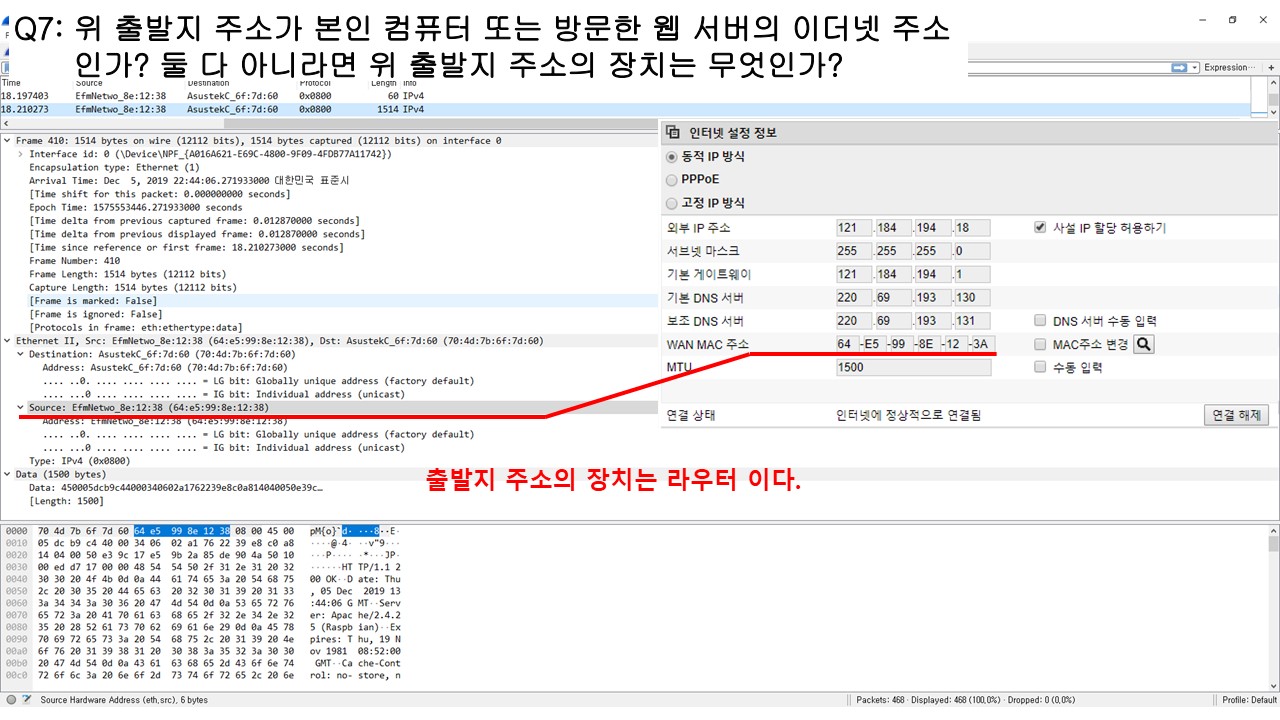 Q7: 위 출발지 주소가 본인 컴퓨터 또는 방문한 웹 서버의 이더넷 주소
인가? 둘 다 아니라면 위 출발지 주소의 장치는 무엇인가?
Expression…
+
Time Source Destination Protocol Length Info
18.197403 EfmNetwo_8e:12:38 AsustekC_6f:7d:60 0x0800 60 IPv4
18.210273 EfmNetwo_8e:12:38 AsustekC_6f:7d:60 0x0800 1514 IPv4
Frame 410: 1514 bytes on wire (12112 bits), 1514 bytes captured (12112 bits) on interface 0
Interface id: 0 (\Device\NPF_{A016A621-E69C-4800-9F09-4FDB77A11742})
Encapsulation type: Ethernet (1)
Arrival Time: Dec  5, 2019 22:44:06.271933000 대한민국 표준시
[Time shift for this packet: 0.000000000 seconds]
Epoch Time: 1575553446.271933000 seconds
[Time delta from previous captured frame: 0.012870000 seconds]
[Time delta from previous displayed frame: 0.012870000 seconds]
[Time since reference or first frame: 18.210273000 seconds]
Frame Number: 410
Frame Length: 1514 bytes (12112 bits)
Capture Length: 1514 bytes (12112 bits)
[Frame is marked: False]
[Frame is ignored: False]
[Protocols in frame: eth:ethertype:data]
Ethernet II, Src: EfmNetwo_8e:12:38 (64:e5:99:8e:12:38), Dst: AsustekC_6f:7d:60 (70:4d:7b:6f:7d:60)
Destination: AsustekC_6f:7d:60 (70:4d:7b:6f:7d:60)
Address: AsustekC_6f:7d:60 (70:4d:7b:6f:7d:60)
.... ..0. .... .... .... .... = LG bit: Globally unique address (factory default)
.... ...0 .... .... .... .... = IG bit: Individual address (unicast)
Source: EfmNetwo_8e:12:38 (64:e5:99:8e:12:38)
Address: EfmNetwo_8e:12:38 (64:e5:99:8e:12:38)
.... ..0. .... .... .... .... = LG bit: Globally unique address (factory default)
.... ...0 .... .... .... .... = IG bit: Individual address (unicast)
Type: IPv4 (0x0800)
Data (1500 bytes)
Data: 450005dcb9c44000340602a1762239e8c0a814040050e39c…
[Length: 1500]
인터넷 설정 정보
동적 IP 방식
PPPoE
고정 IP 방식
외부 IP 주소 121 .184 .194 .18 사설 IP 할당 허용하기
서브넷 마스크 255 .255 .255 .0
기본 게이트웨이 121 .184 .194 .1
기본 DNS 서버 220 .69 .193 .130
보조 DNS 서버 220 .69 .193 .131 DNS 서버 수동 입력
WAN MAC 주소 64 -E5 -99 -8E -12 -3A MAC주소 변경
MTU 1500 수동 입력
연결 상태 인터넷에 정상적으로 연결됨 연결 해제
출발지 주소의 장치는 라우터 이다.
0000 70 4d 7b 6f 7d 60 64 e5 99 8e 12 38 08 00 45 00 pM{o}`d· ···8··E·
0010 05 dc b9 c4 40 00 34 06 02 a1 76 22 39 e8 c0 a8 ····@·4· ··v"9···
0020 14 04 00 50 e3 9c 17 e5 9b 2a 85 de 90 4a 50 10 ···P···· ·*···JP·
0030 00 ed d7 17 00 00 48 54 54 50 2f 31 2e 31 20 32 ······HT TP/1.1 2
0040 30 30 20 4f 4b 0d 0a 44 61 74 65 3a 20 54 68 75 00 OK··D ate: Thu
0050 2c 20 30 35 20 44 65 63 20 32 30 31 39 20 31 33 , 05 Dec 2019 13
0060 3a 34 34 3a 30 36 20 47 4d 54 0d 0a 53 65 72 76 :44:06 G MT··Serv
0070 65 72 3a 20 41 70 61 63 68 65 2f 32 2e 34 2e 32 er: Apac he/2.4.2
0080 35 20 28 52 61 73 70 62 69 61 6e 29 0d 0a 45 78 5 (Raspb ian)··Ex
0090 70 69 72 65 73 3a 20 54 68 75 2c 20 31 39 20 4e pires: T hu, 19 N
00a0 6f 76 20 31 39 38 31 20 30 38 3a 35 32 3a 30 30 ov 1981 08:52:00
00b0 20 47 4d 54 0d 0a 43 61 63 68 65 2d 43 6f 6e 74 GMT··Ca che-Cont
00c0 72 6f 6c 3a 20 6e 6f 2d 73 74 6f 72 65 2c 20 6e rol: no- store, n
Source Hardware Address (eth,src), 6 bytes
Packets: 468 · Displayed: 468 (100,0%) · Dropped: 0 (0,0%)
Profile: Default